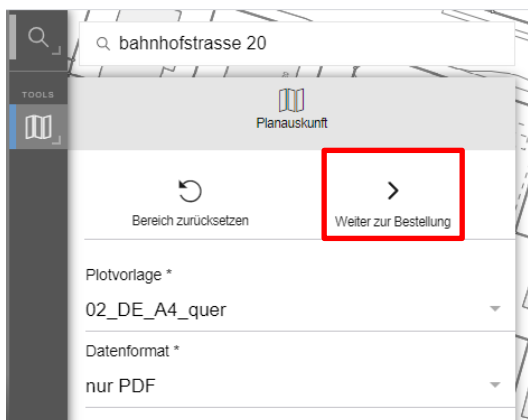 bahnhofstrasse 20
TOOLS
Planauskunft
Bereich zurücksetzen
Weiter zur Bestellung
Plotvorlage *
02_DE_A4_quer
Datenformat *
nur PDF